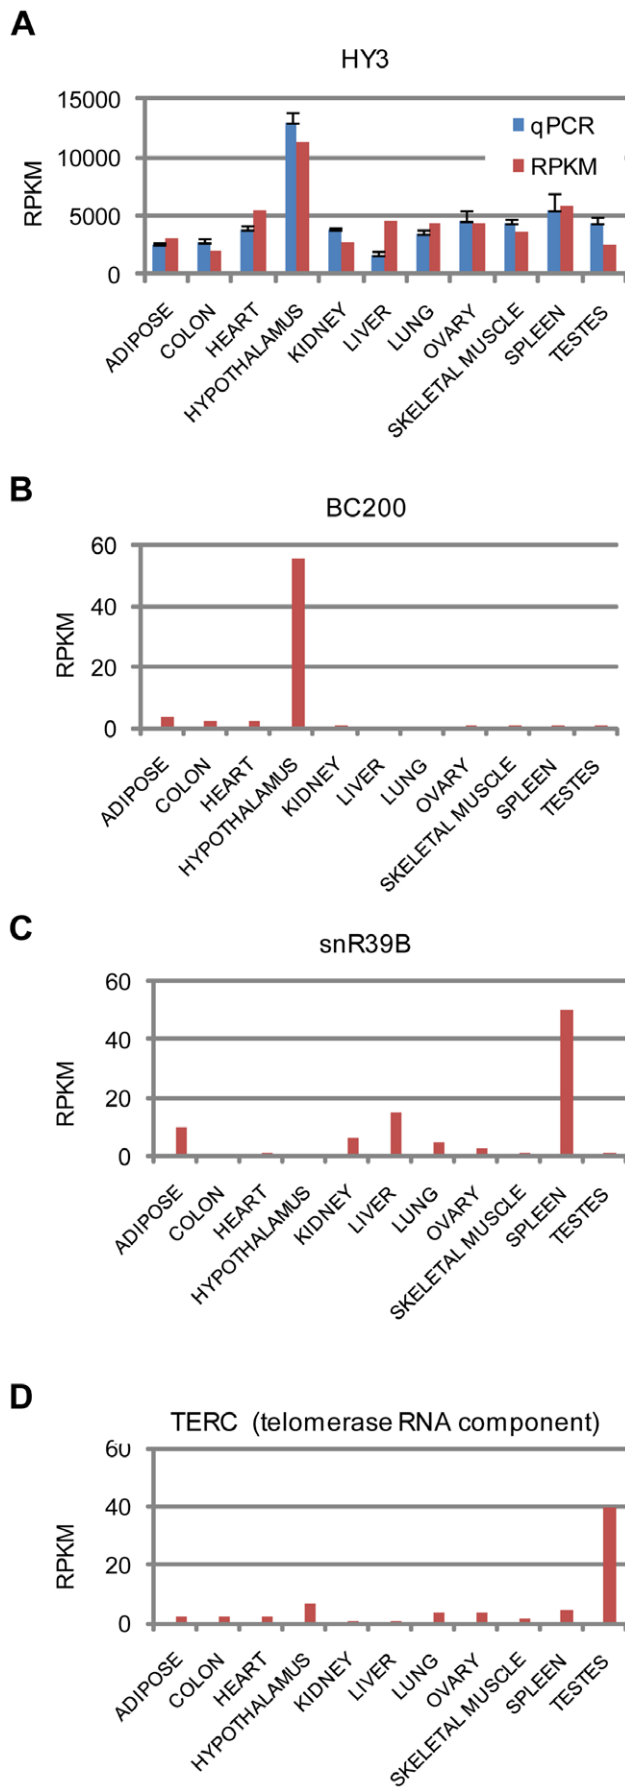 A
HY3
15000
10000
5000
0
RPKM
qPCR
RPKM
ADIPOSE
COLON
HEART
HYPOTHALAMUS
KIDNEY
LIVER
LUNG
OVARY
SKELETAL MUSCLE
SPLEEN
TESTES
B
BC200
60
40
20
0
RPKM
ADIPOSE
COLON
HEART
HYPOTHALAMUS
KIDNEY
LIVER
LUNG
OVARY
SKELETAL MUSCLE
SPLEEN
TESTES
C
snR39B
60
40
20
0
RPKM
ADIPOSE
COLON
HEART
HYPOTHALAMUS
KIDNEY
LIVER
LUNG
OVARY
SKELETAL MUSCLE
SPLEEN
TESTES
D
TERC (telomerase RNA component)
60
40
20
0
RPKM
ADIPOSE
COLON
HEART
HYPOTHALAMUS
KIDNEY
LIVER
LUNG
OVARY
SKELETAL MUSCLE
SPLEEN
TESTES